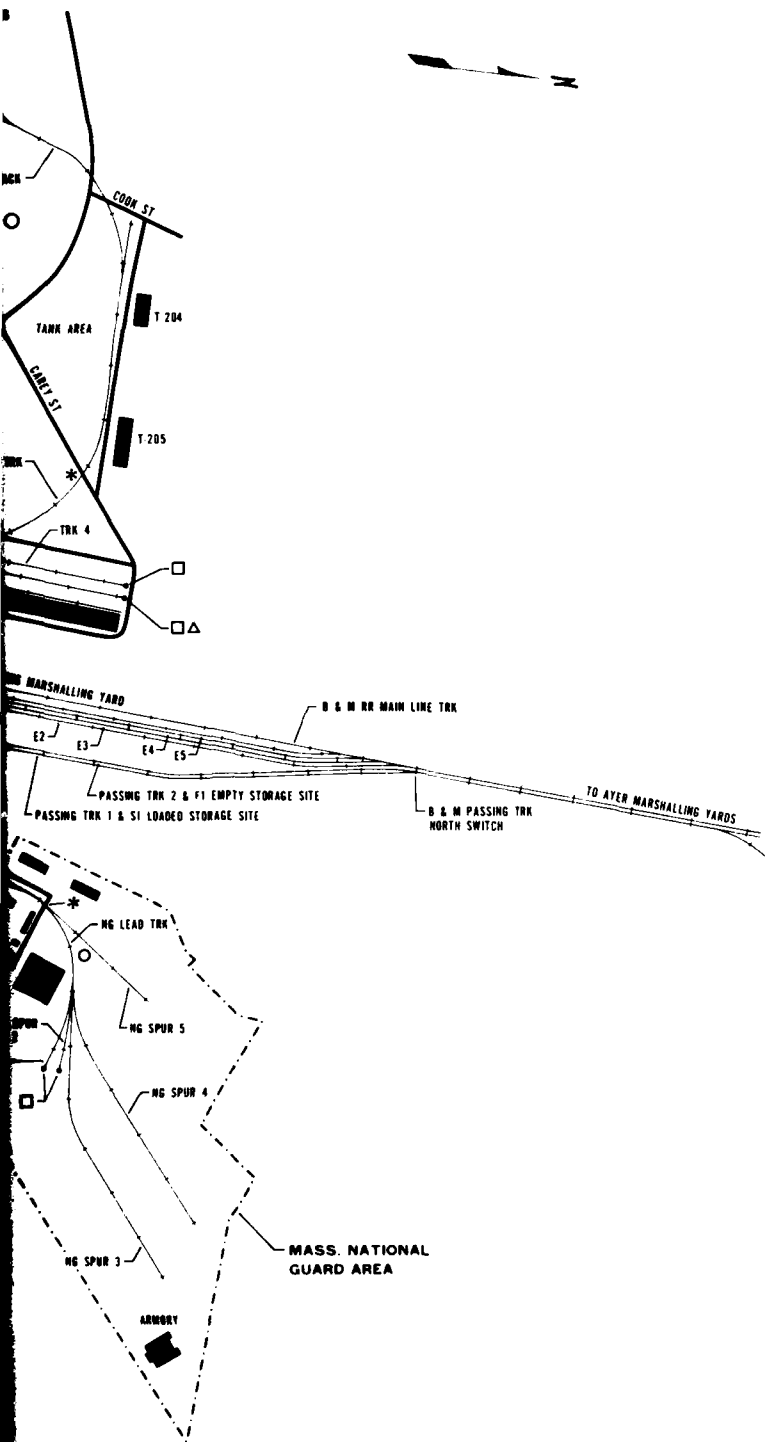 B
N
COOK ST
T 204
TANK AREA
CAREY ST
T 205
TRK
TRK 4
MARSHALLING YARD
B & M RR MAIN LINE TRK
E2
E3
E4
E5
PASSING TRK 2 & F1 EMPTY STORAGE SITE
PASSING TRK 1 & S1 LOADED STORAGE SITE
B & M PASSING TRK
NORTH SWITCH
TO AYER MARSHALLING YARDS
NG LEAD TRK
NG SPUR 5
SPUR
NG SPUR 4
NG SPUR 3
MASS. NATIONAL
GUARD AREA
ARMORY